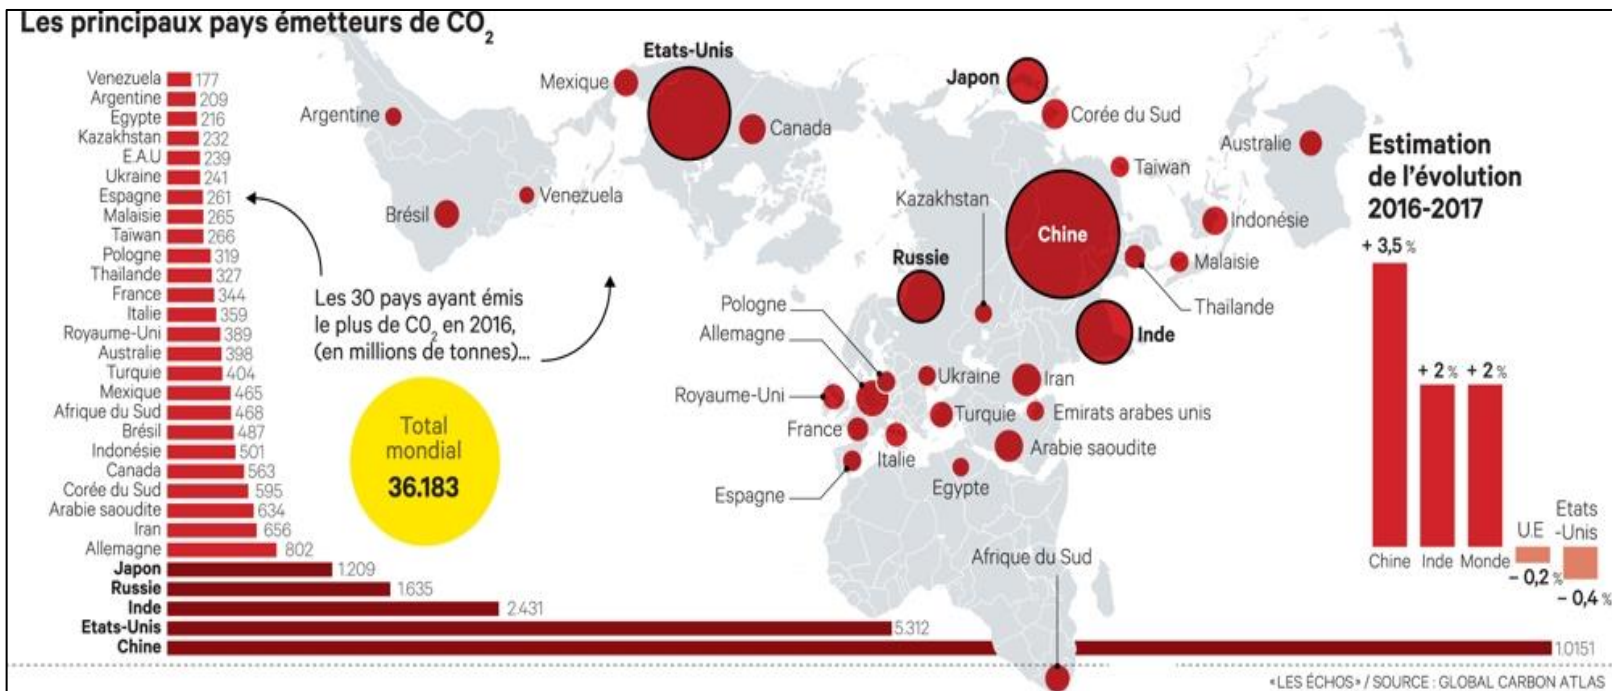 Les principaux pays émetteurs de CO2
Venezuela 177
Argentine 209
Egypte 216
Kazakhstan 232
E.A.U 239
Ukraine 241
Espagne 261
Malaisie 265
Taïwan 266
Pologne 319
Thaïlande 327
France 344
Italie 359
Royaume-Uni 389
Australie 398
Turquie 404
Mexique 465
Afrique du Sud 468
Brésil 487
Indonésie 501
Canada 563
Corée du Sud 595
Arabie saoudite 634
Iran 656
Allemagne 802
Japon 1.209
Russie 1.635
Inde 2.431
Etats-Unis 5.312
Chine 1.0151
Les 30 pays ayant émis
le plus de CO2 en 2016,
(en millions de tonnes)...
Total
mondial
36.183
Etats-Unis
Mexique
Argentine
Canada
Brésil
Venezuela
Japon
Corée du Sud
Australie
Taïwan
Kazakhstan
Chine
Indonésie
Russie
Malaisie
Pologne
Thaïlande
Allemagne
Inde
Ukraine
Iran
Royaume-Uni
Turquie
Emirats arabes unis
France
Italie
Arabie saoudite
Espagne
Egypte
Afrique du Sud
Estimation
de l'évolution
2016-2017
+ 3,5 %
+ 2 % + 2 %
Etats
U.E -Unis
Chine Inde Monde
– 0,2 %
– 0,4 %
«LES ÉCHOS» / SOURCE : GLOBAL CARBON ATLAS